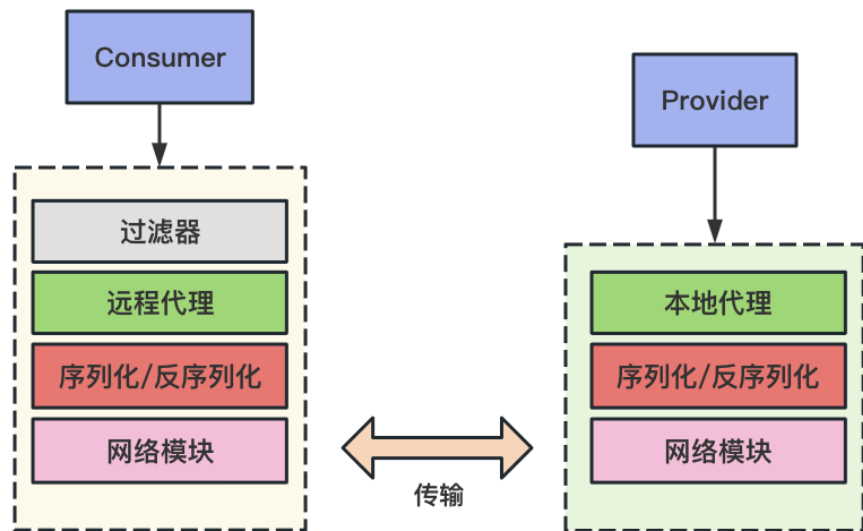 Consumer
过滤器
远程代理
序列化/反序列化
网络模块
传输
Provider
本地代理
序列化/反序列化
网络模块